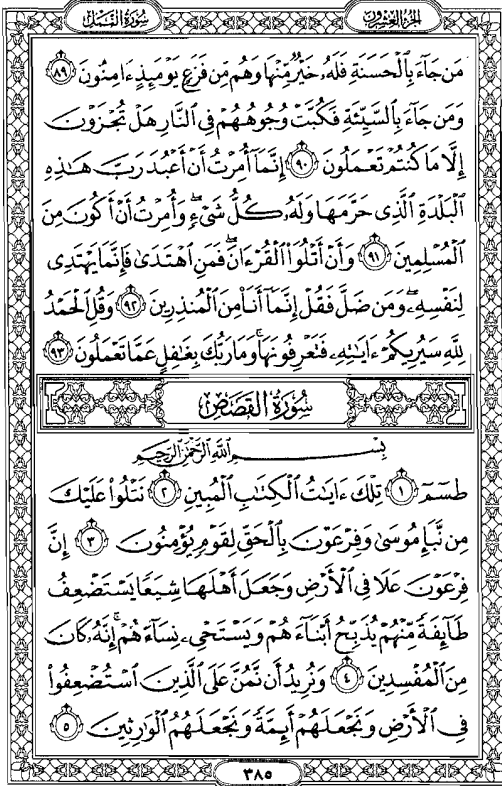 الجزء العشرون
سورة النمل
مَن جَآءَ بِٱلْحَسَنَةِ فَلَهُۥ خَيْرٌ مِّنْهَا وَهُم مِّن فَزَعٍ يَوْمَئِذٍ ءَامِنُونَ ٨٩
وَمَن جَآءَ بِٱلسَّيِّئَةِ فَكُبَّتْ وُجُوهُهُمْ فِى ٱلنَّارِ هَلْ تُجْزَوْنَ
إِلَّا مَا كُنتُمْ تَعْمَلُونَ ٩٠ إِنَّمَآ أُمِرْتُ أَنْ أَعْبُدَ رَبَّ هَـٰذِهِ
ٱلْبَلْدَةِ ٱلَّذِى حَرَّمَهَا وَلَهُۥ كُلُّ شَىْءٍ ۖ وَأُمِرْتُ أَنْ أَكُونَ مِنَ
ٱلْمُسْلِمِينَ ٩١ وَأَنْ أَتْلُوَا۟ ٱلْقُرْءَانَ ۖ فَمَنِ ٱهْتَدَىٰ فَإِنَّمَا يَهْتَدِى
لِنَفْسِهِۦ ۖ وَمَن ضَلَّ فَقُلْ إِنَّمَآ أَنَا۠ مِنَ ٱلْمُنذِرِينَ ٩٢ وَقُلِ ٱلْحَمْدُ
لِلَّهِ سَيُرِيكُمْ ءَايَـٰتِهِۦ فَتَعْرِفُونَهَا ۚ وَمَا رَبُّكَ بِغَـٰفِلٍ عَمَّا تَعْمَلُونَ ٩٣
سورة القصص
بِسْمِ ٱللَّهِ ٱلرَّحْمَـٰنِ ٱلرَّحِيمِ
طسٓمٓ ١ تِلْكَ ءَايَـٰتُ ٱلْكِتَـٰبِ ٱلْمُبِينِ ٢ نَتْلُوا۟ عَلَيْكَ
مِن نَّبَإِ مُوسَىٰ وَفِرْعَوْنَ بِٱلْحَقِّ لِقَوْمٍ يُؤْمِنُونَ ٣ إِنَّ
فِرْعَوْنَ عَلَا فِى ٱلْأَرْضِ وَجَعَلَ أَهْلَهَا شِيَعًا يَسْتَضْعِفُ
طَآئِفَةً مِّنْهُمْ يُذَبِّحُ أَبْنَآءَهُمْ وَيَسْتَحْىِۦ نِسَآءَهُمْ ۚ إِنَّهُۥ كَانَ
مِنَ ٱلْمُفْسِدِينَ ٤ وَنُرِيدُ أَن نَّمُنَّ عَلَى ٱلَّذِينَ ٱسْتُضْعِفُوا۟
فِى ٱلْأَرْضِ وَنَجْعَلَهُمْ أَئِمَّةً وَنَجْعَلَهُمُ ٱلْوَٰرِثِينَ ٥
٣٨٥